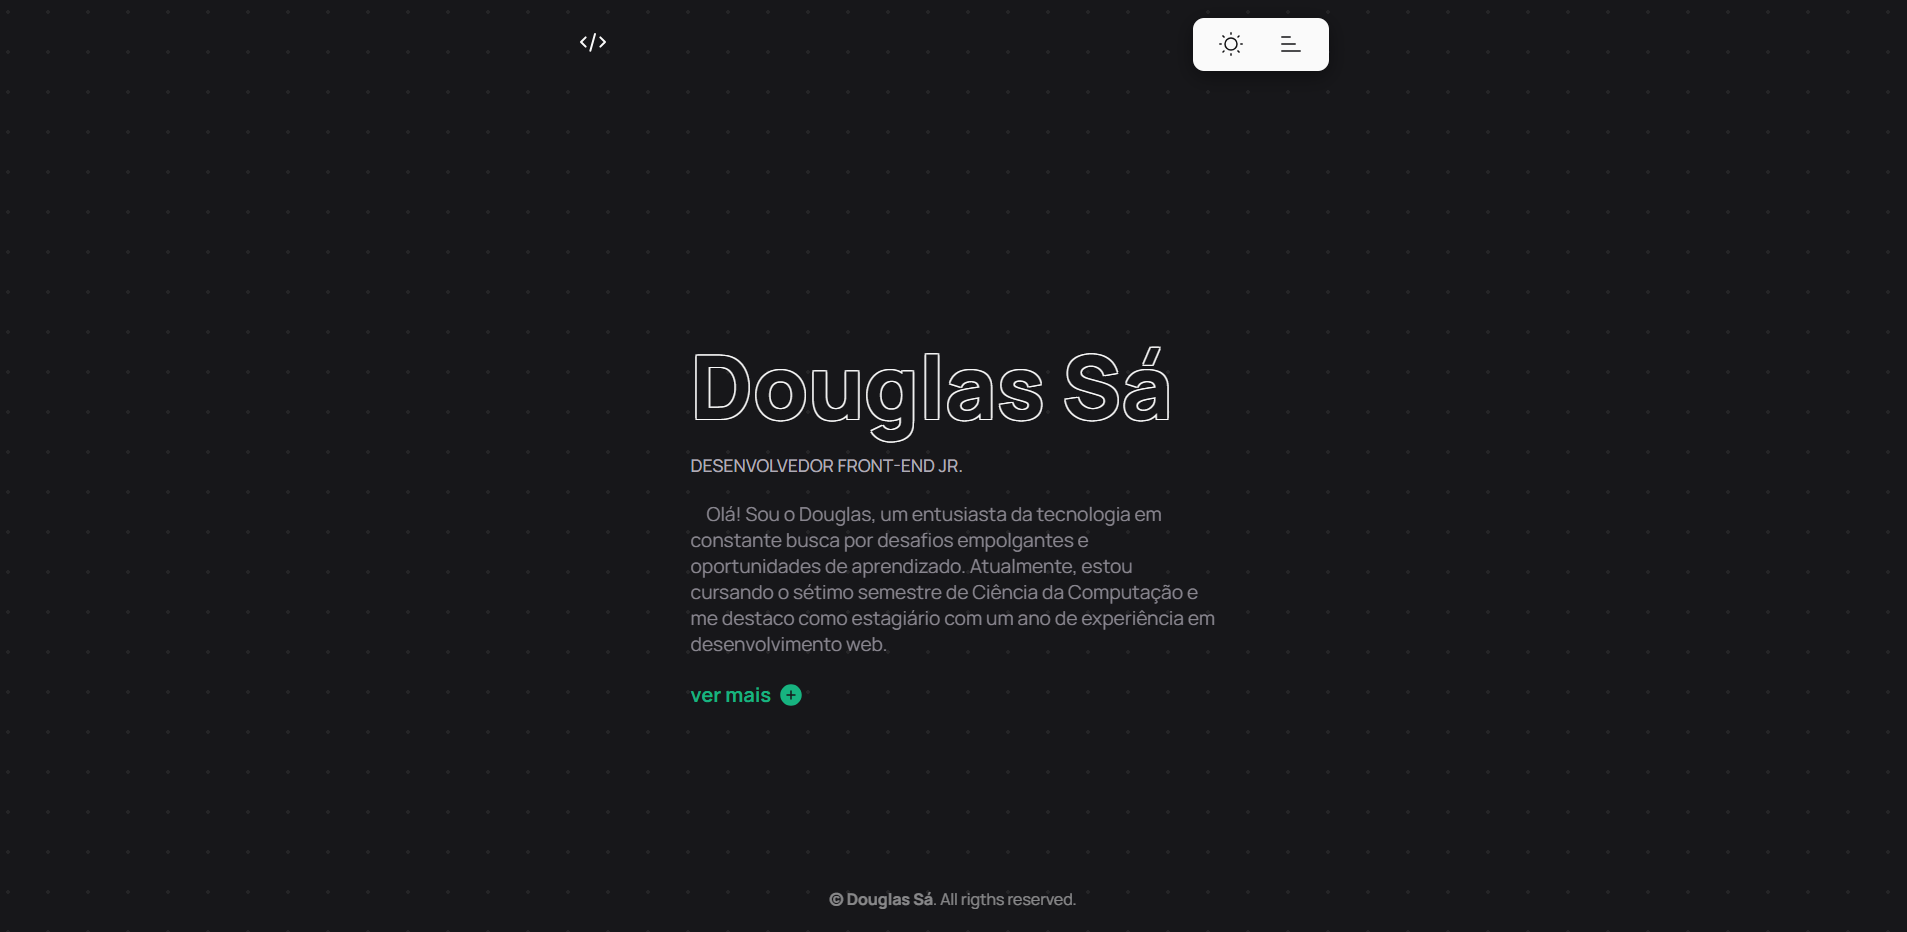 Douglas Sá
DESENVOLVEDOR FRONT-END JR.
Olá! Sou o Douglas, um entusiasta da tecnologia em
constante busca por desafios empolgantes e
oportunidades de aprendizado. Atualmente, estou
cursando o sétimo semestre de Ciência da Computação e
me destaco como estagiário com um ano de experiência em
desenvolvimento web.
ver mais
© Douglas Sá. All rigths reserved.